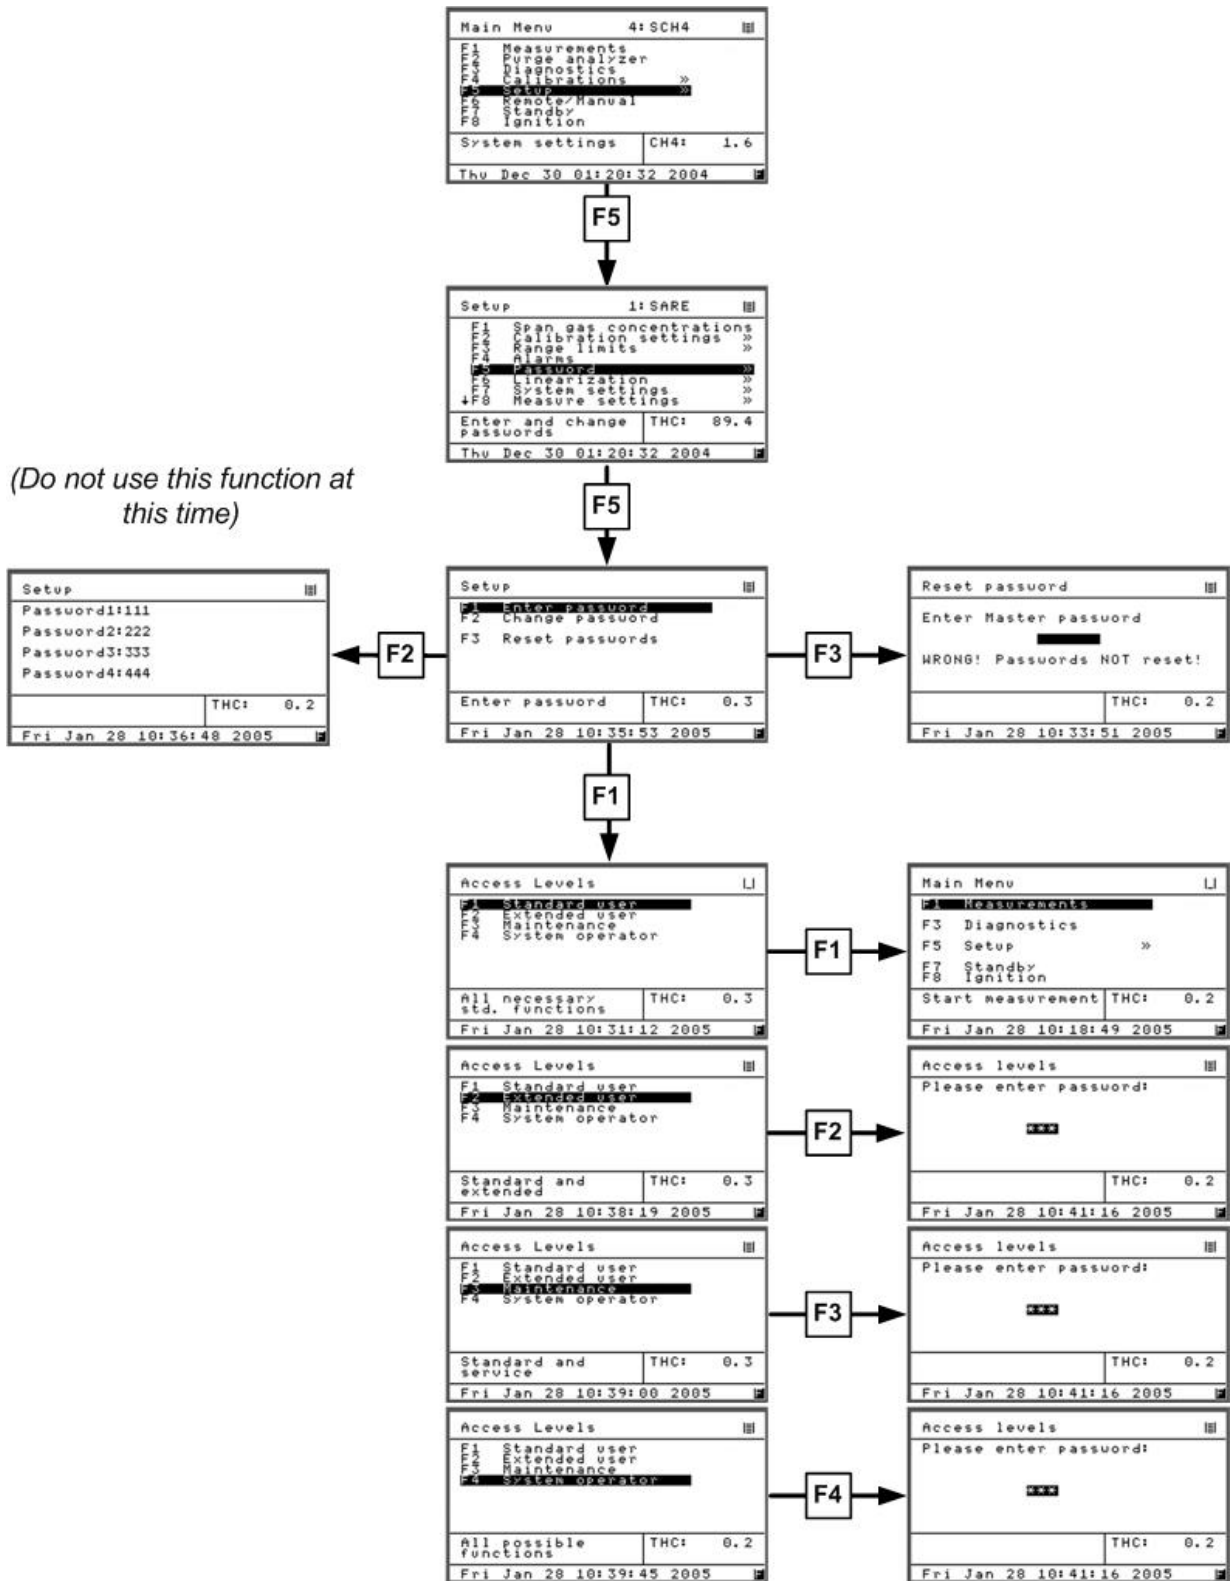 Main Menu 4:SCH4
F1 Measurements
F2 Purge analyzer
F3 Diagnostics
F4 Calibrations »
F5 Setup »
F6 Remote/Manual
F7 Standby
F8 Ignition
System settings CH4: 1.6
Thu Dec 30 01:20:32 2004
F5
Setup 1:SARE
F1 Span gas concentrations
F2 Calibration settings »
F3 Range limits »
F4 Alarms
F5 Password »
F6 Linearization »
F7 System settings »
↓F8 Measure settings »
Enter and change THC: 89.4
passwords
Thu Dec 30 01:20:32 2004
(Do not use this function at
this time)
F5
Setup
Password1:111
Password2:222
Password3:333
Password4:444
THC: 0.2
Fri Jan 28 10:36:48 2005
F2
Setup
F1 Enter password
F2 Change password
F3 Reset passwords
Enter password THC: 0.3
Fri Jan 28 10:35:53 2005
F3
Reset password
Enter Master password
WRONG! Passwords NOT reset!
THC: 0.2
Fri Jan 28 10:33:51 2005
F1
Access Levels
F1 Standard user
F2 Extended user
F3 Maintenance
F4 System operator
All necessary THC: 0.3
std. functions
Fri Jan 28 10:31:12 2005
F1
Main Menu
F1 Measurements
F3 Diagnostics
F5 Setup »
F7 Standby
F8 Ignition
Start measurement THC: 0.2
Fri Jan 28 10:18:49 2005
Access Levels
F1 Standard user
F2 Extended user
F3 Maintenance
F4 System operator
Standard and THC: 0.3
extended
Fri Jan 28 10:38:19 2005
F2
Access levels
Please enter password:
***
THC: 0.2
Fri Jan 28 10:41:16 2005
Access Levels
F1 Standard user
F2 Extended user
F3 Maintenance
F4 System operator
Standard and THC: 0.3
service
Fri Jan 28 10:39:00 2005
F3
Access levels
Please enter password:
***
THC: 0.2
Fri Jan 28 10:41:16 2005
Access Levels
F1 Standard user
F2 Extended user
F3 Maintenance
F4 System operator
All possible THC: 0.2
functions
Fri Jan 28 10:39:45 2005
F4
Access levels
Please enter password:
***
THC: 0.2
Fri Jan 28 10:41:16 2005